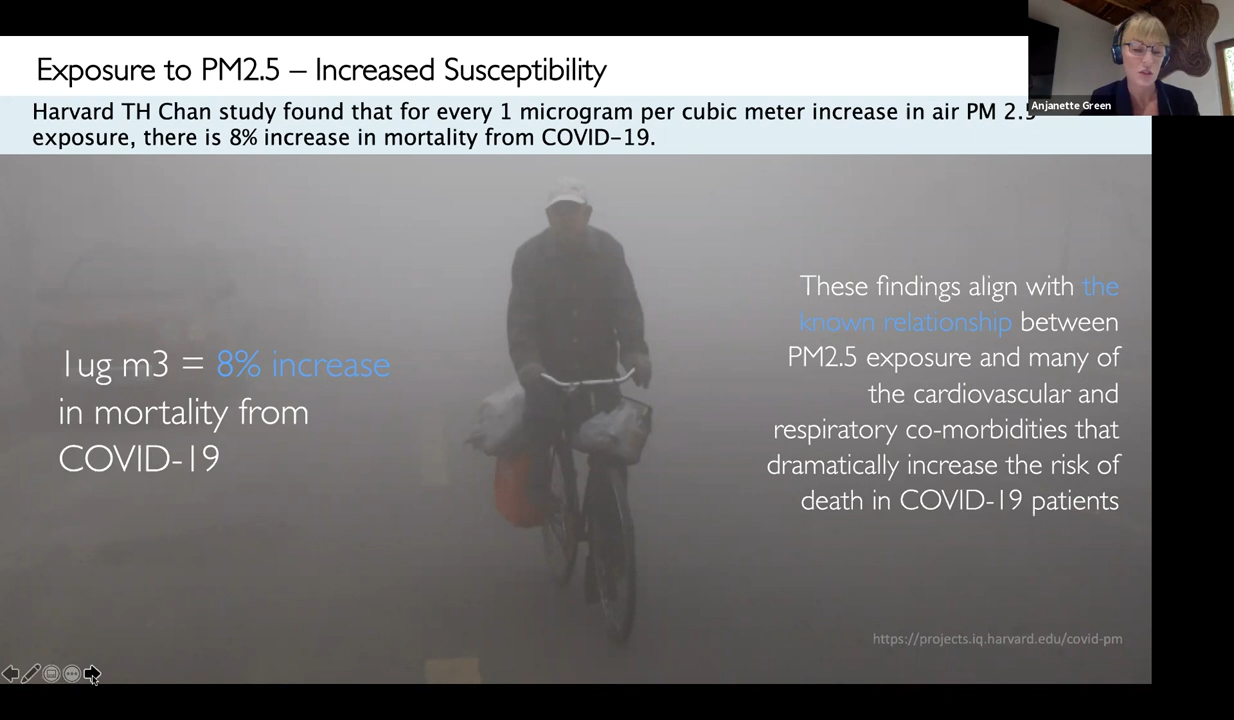 Exposure to PM2.5 – Increased Susceptibility
Anjanette Green
Harvard TH Chan study found that for every 1 microgram per cubic meter increase in air PM 2.5
exposure, there is 8% increase in mortality from COVID-19.
1ug m3 = 8% increase
in mortality from
COVID-19
These findings align with the
known relationship between
PM2.5 exposure and many of
the cardiovascular and
respiratory co-morbidities that
dramatically increase the risk of
death in COVID-19 patients
https://projects.iq.harvard.edu/covid-pm